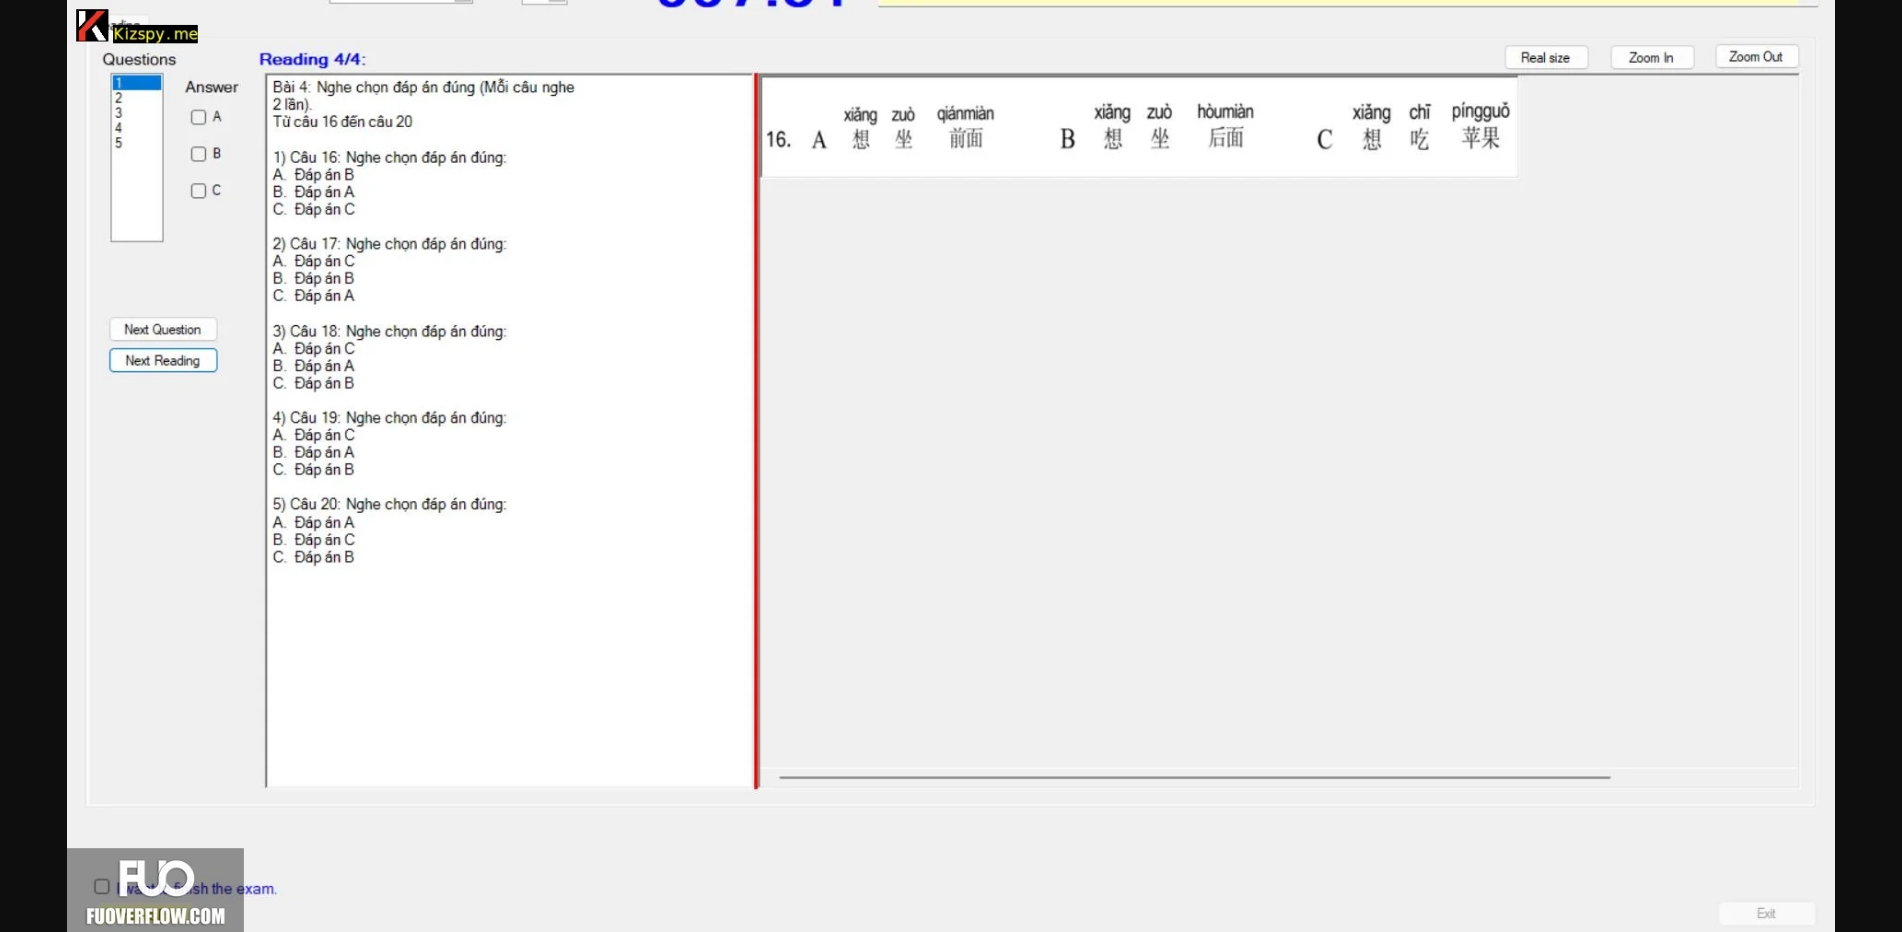 Kizspy.me
Questions
Reading 4/4:
Real size
Zoom In
Zoom Out
1
2
3
4
5
Answer
A
B
C
Next Question
Next Reading
Bài 4: Nghe chọn đáp án đúng (Mỗi câu nghe
2 lần).
Từ câu 16 đến câu 20
1) Câu 16: Nghe chọn đáp án đúng:
A. Đáp án B
B. Đáp án A
C. Đáp án C
2) Câu 17: Nghe chọn đáp án đúng:
A. Đáp án C
B. Đáp án B
C. Đáp án A
3) Câu 18: Nghe chọn đáp án đúng:
A. Đáp án C
B. Đáp án A
C. Đáp án B
4) Câu 19: Nghe chọn đáp án đúng:
A. Đáp án C
B. Đáp án A
C. Đáp án B
5) Câu 20: Nghe chọn đáp án đúng:
A. Đáp án A
B. Đáp án C
C. Đáp án B
xiǎng zuò qiánmiàn xiǎng zuò hòumiàn xiǎng chī píngguǒ
16. A 想 坐 前面 B 想 坐 后面 C 想 吃 苹果
FUO
the exam.
FUOVERFLOW.COM
Exit